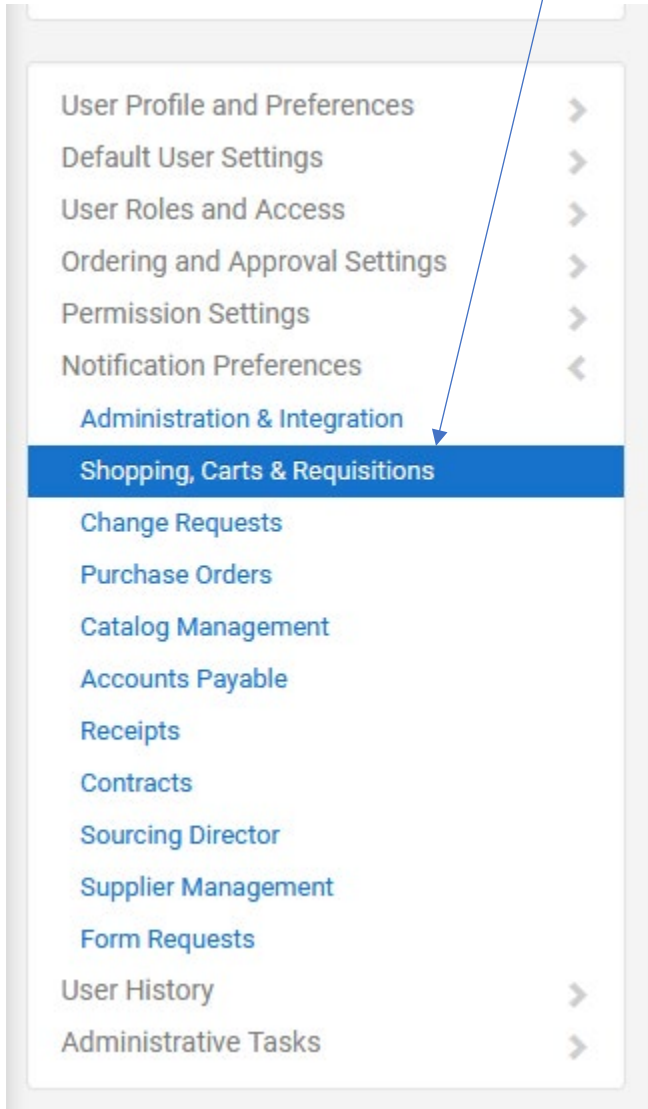 User Profile and Preferences
Default User Settings
User Roles and Access
Ordering and Approval Settings
Permission Settings
Notification Preferences
Administration & Integration
Shopping, Carts & Requisitions
Change Requests
Purchase Orders
Catalog Management
Accounts Payable
Receipts
Contracts
Sourcing Director
Supplier Management
Form Requests
User History
Administrative Tasks